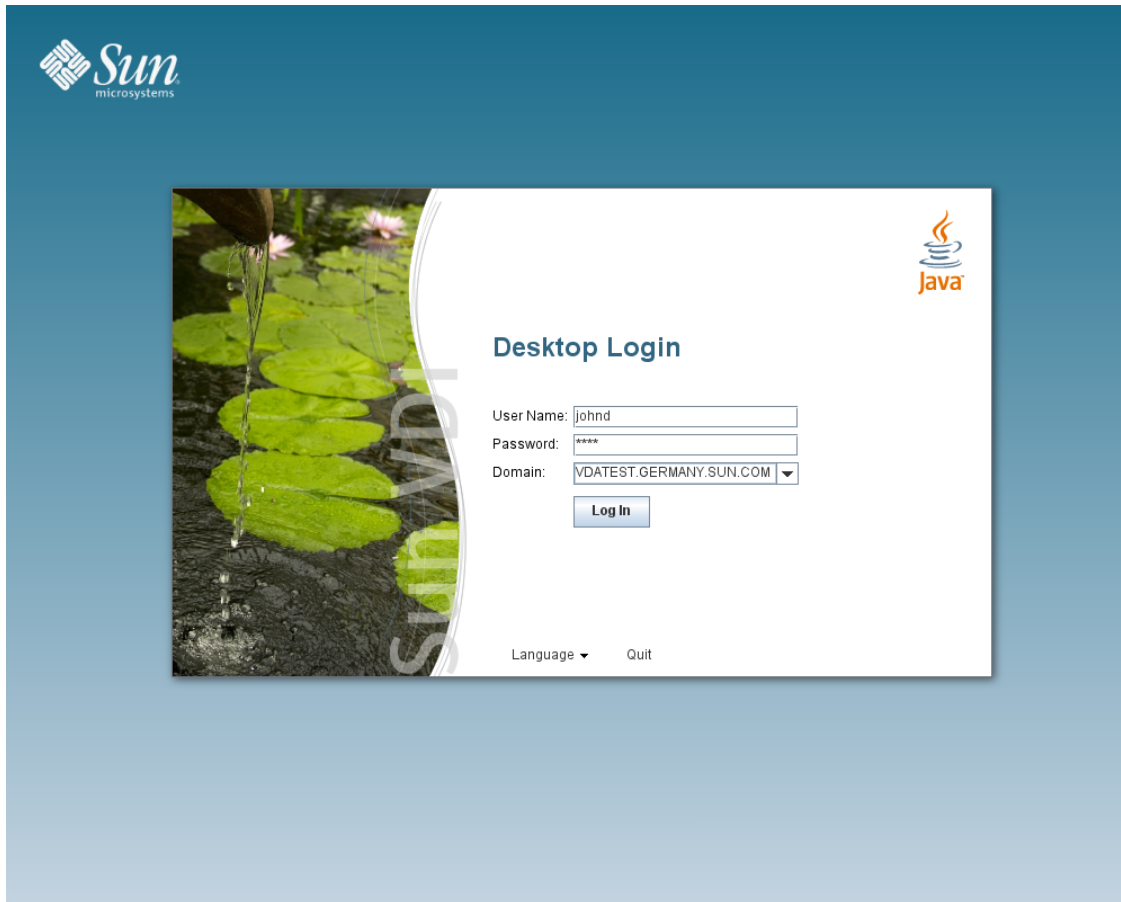 Sun
microsystems
Java
Desktop Login
User Name: johnd
Password: ****
Domain: VDATEST.GERMANY.SUN.COM
Log In
Sun VDI
Language Quit